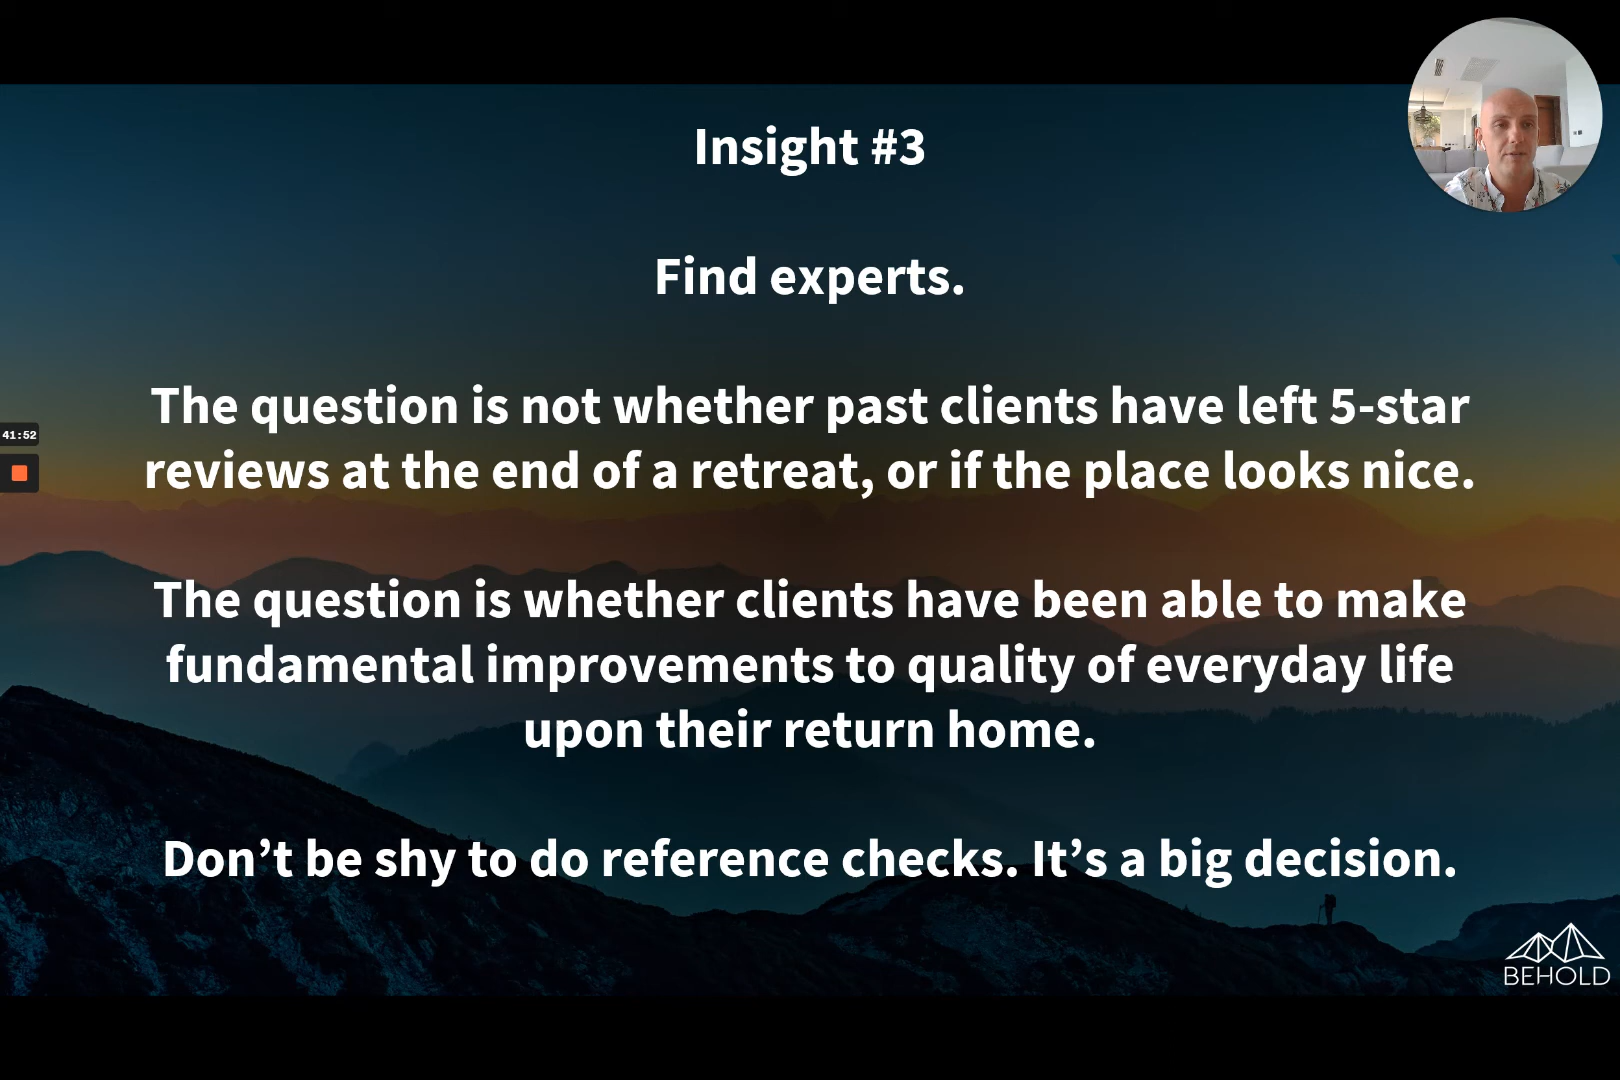 Insight #3
Find experts.
The question is not whether past clients have left 5-star
reviews at the end of a retreat, or if the place looks nice.
41:52
The question is whether clients have been able to make
fundamental improvements to quality of everyday life
upon their return home.
Don’t be shy to do reference checks. It’s a big decision.
BEHOLD